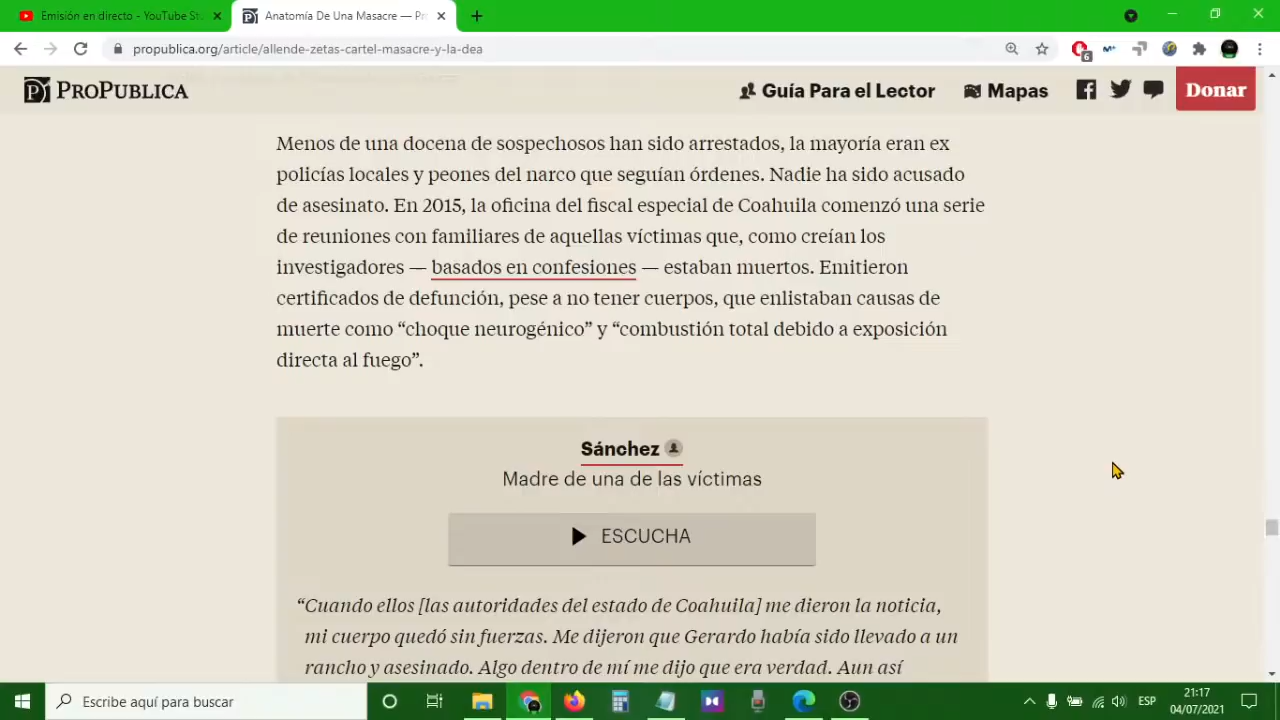 Emisión en directo - YouTube St
Anatomía De Una Masacre — Pr
propublica.org/article/allende-zetas-cartel-masacre-y-la-dea
6
PROPUBLICA
Guía Para el Lector
Mapas
Donar
Menos de una docena de sospechosos han sido arrestados, la mayoría eran ex
policías locales y peones del narco que seguían órdenes. Nadie ha sido acusado
de asesinato. En 2015, la oficina del fiscal especial de Coahuila comenzó una serie
de reuniones con familiares de aquellas víctimas que, como creían los
investigadores — basados en confesiones — estaban muertos. Emitieron
certificados de defunción, pese a no tener cuerpos, que enlistaban causas de
muerte como “choque neurogénico” y “combustión total debido a exposición
directa al fuego”.
Sánchez
Madre de una de las víctimas
ESCUCHA
“Cuando ellos [las autoridades del estado de Coahuila] me dieron la noticia,
mi cuerpo quedó sin fuerzas. Me dijeron que Gerardo había sido llevado a un
rancho y asesinado. Algo dentro de mí me dijo que era verdad. Aun así
Escribe aquí para buscar
ESP
21:17
04/07/2021